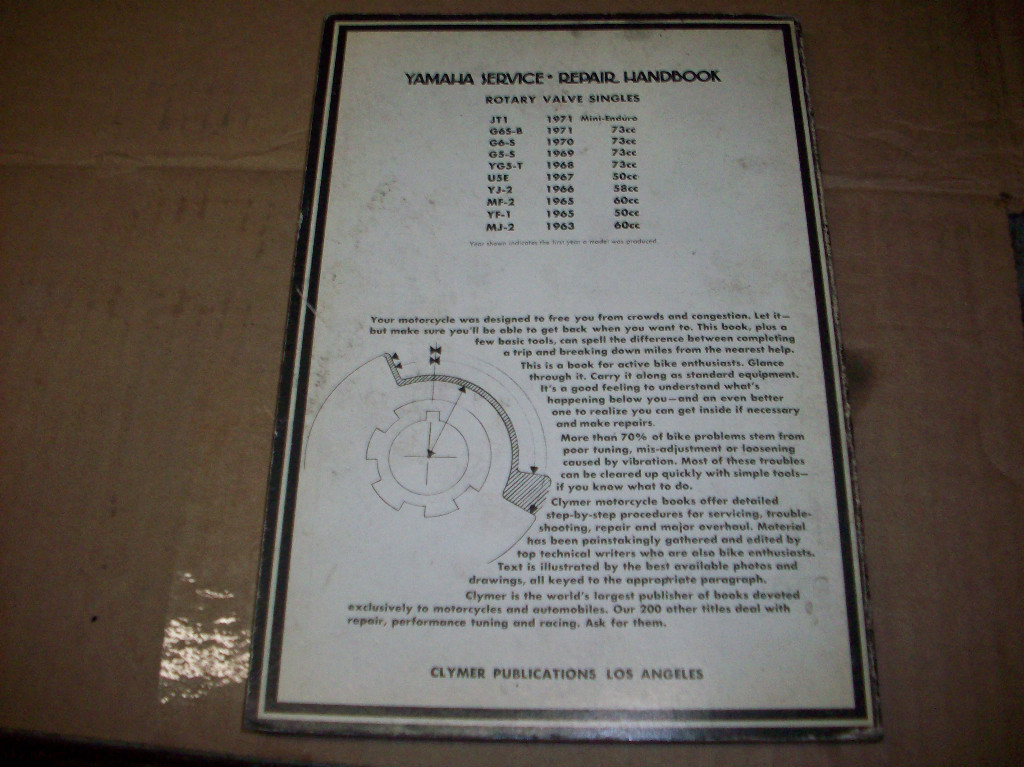 YAMAHA SERVICE • REPAIR HANDBOOK
ROTARY VALVE SINGLES
JT1 1971 Mini-Enduro
G6S-B 1971 73cc
G6-S 1970 73cc
G5-S 1969 73cc
YG5-T 1968 73cc
U5E 1967 50cc
YJ-2 1966 58cc
MF-2 1965 60cc
YF-1 1965 50cc
MJ-2 1963 60cc
Year shown indicates the first year a model was produced.
Your motorcycle was designed to free you from crowds and congestion. Let it—
but make sure you'll be able to get back when you want to. This book, plus a
few basic tools, can spell the difference between completing
a trip and breaking down miles from the nearest help.
This is a book for active bike enthusiasts. Glance
through it. Carry it along as standard equipment.
It's a good feeling to understand what's
happening below you—and an even better
one to realize you can get inside if necessary
and make repairs.
More than 70% of bike problems stem from
poor tuning, mis-adjustment or loosening
caused by vibration. Most of these troubles
can be cleared up quickly with simple tools—
if you know what to do.
Clymer motorcycle books offer detailed
step-by-step procedures for servicing, trouble-
shooting, repair and major overhaul. Material
has been painstakingly gathered and edited by
top technical writers who are also bike enthusiasts.
Text is illustrated by the best available photos and
drawings, all keyed to the appropriate paragraph.
Clymer is the world's largest publisher of books devoted
exclusively to motorcycles and automobiles. Our 200 other titles deal with
repair, performance tuning and racing. Ask for them.
CLYMER PUBLICATIONS LOS ANGELES